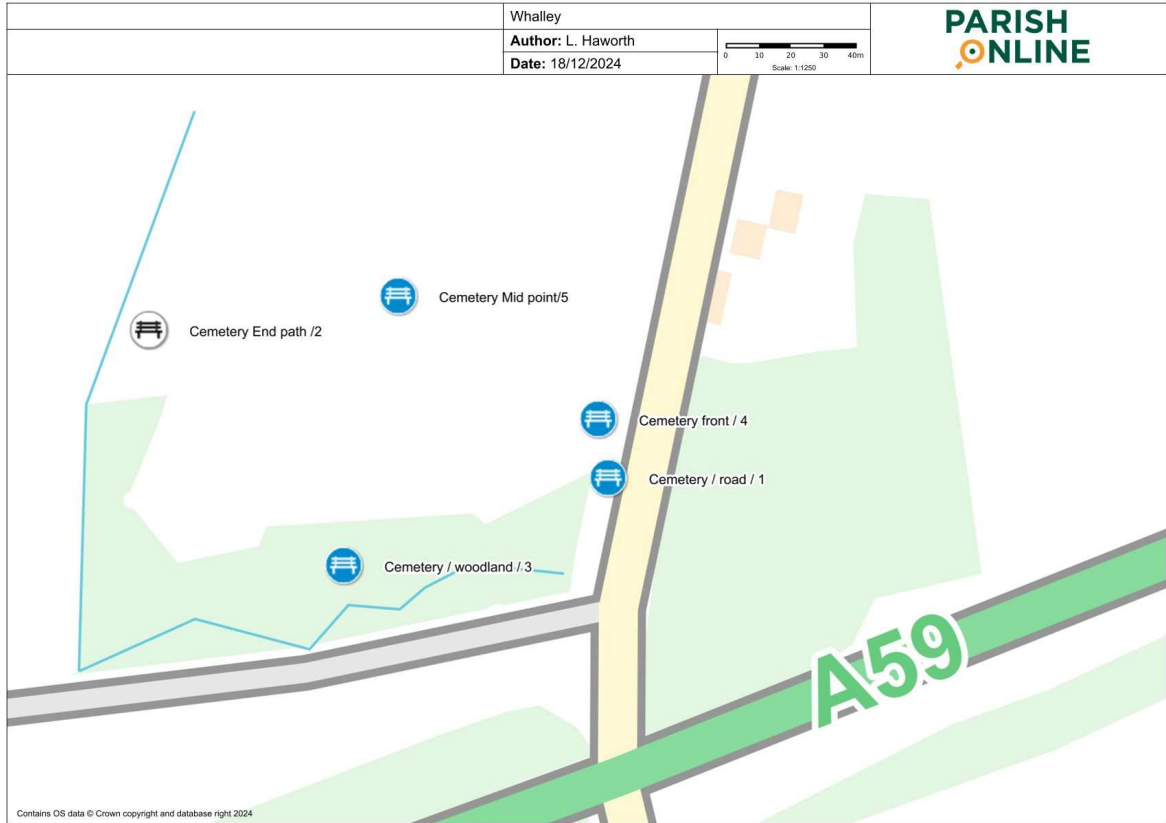 Whalley
Author: L. Haworth
Date: 18/12/2024
0 10 20 30 40m
Scale: 1:1250
PARISH
ONLINE
Cemetery Mid point/5
Cemetery End path /2
Cemetery front / 4
Cemetery / road / 1
Cemetery / woodland / 3
A59
Contains OS data © Crown copyright and database right 2024